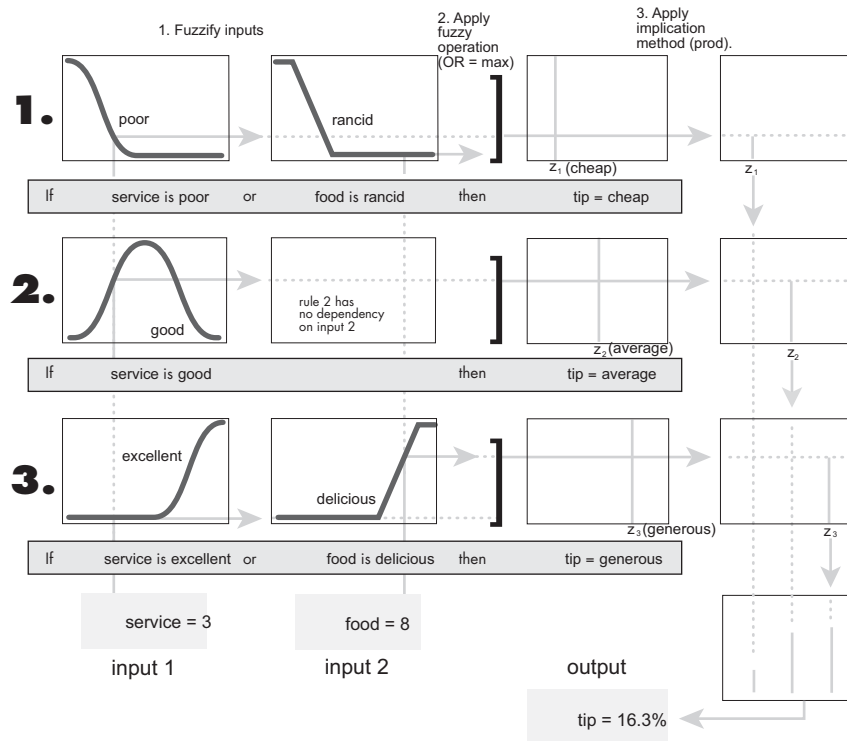 1. Fuzzify inputs
2. Apply
fuzzy
operation
(OR = max)
3. Apply
implication
method (prod).
1.
poor
rancid
z1 (cheap)
z1
If service is poor or food is rancid then tip = cheap
2.
good
rule 2 has
no dependency
on input 2
z2 (average)
z2
If service is good then tip = average
3.
excellent
delicious
z3 (generous)
z3
If service is excellent or food is delicious then tip = generous
service = 3
food = 8
input 1
input 2
output
tip = 16.3%